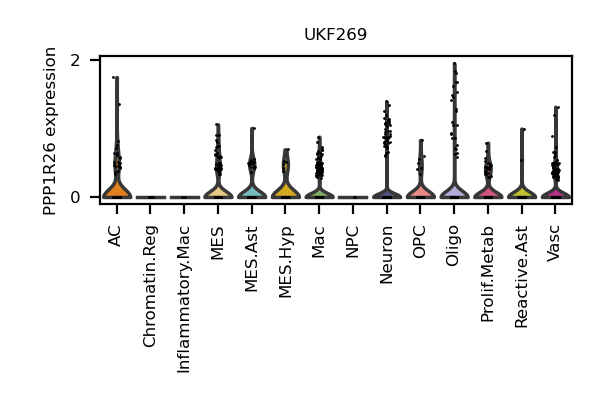 UKF269
PPP1R26 expression
2
0
AC
Chromatin.Reg
Inflammatory.Mac
MES
MES.Ast
MES.Hyp
Mac
NPC
Neuron
OPC
Oligo
Prolif.Metab
Reactive.Ast
Vasc